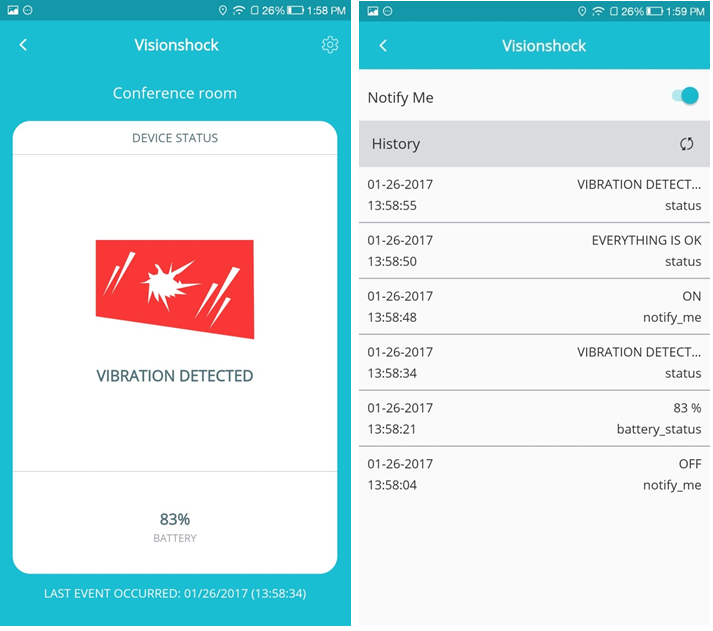 26% 1:58 PM
Visionshock
Conference room
DEVICE STATUS
VIBRATION DETECTED
83%
BATTERY
LAST EVENT OCCURRED: 01/26/2017 (13:58:34)
26% 1:59 PM
Visionshock
Notify Me
History
01-26-2017 VIBRATION DETECT...
13:58:55 status
01-26-2017 EVERYTHING IS OK
13:58:50 status
01-26-2017 ON
13:58:48 notify_me
01-26-2017 VIBRATION DETECT...
13:58:34 status
01-26-2017 83 %
13:58:21 battery_status
01-26-2017 OFF
13:58:04 notify_me